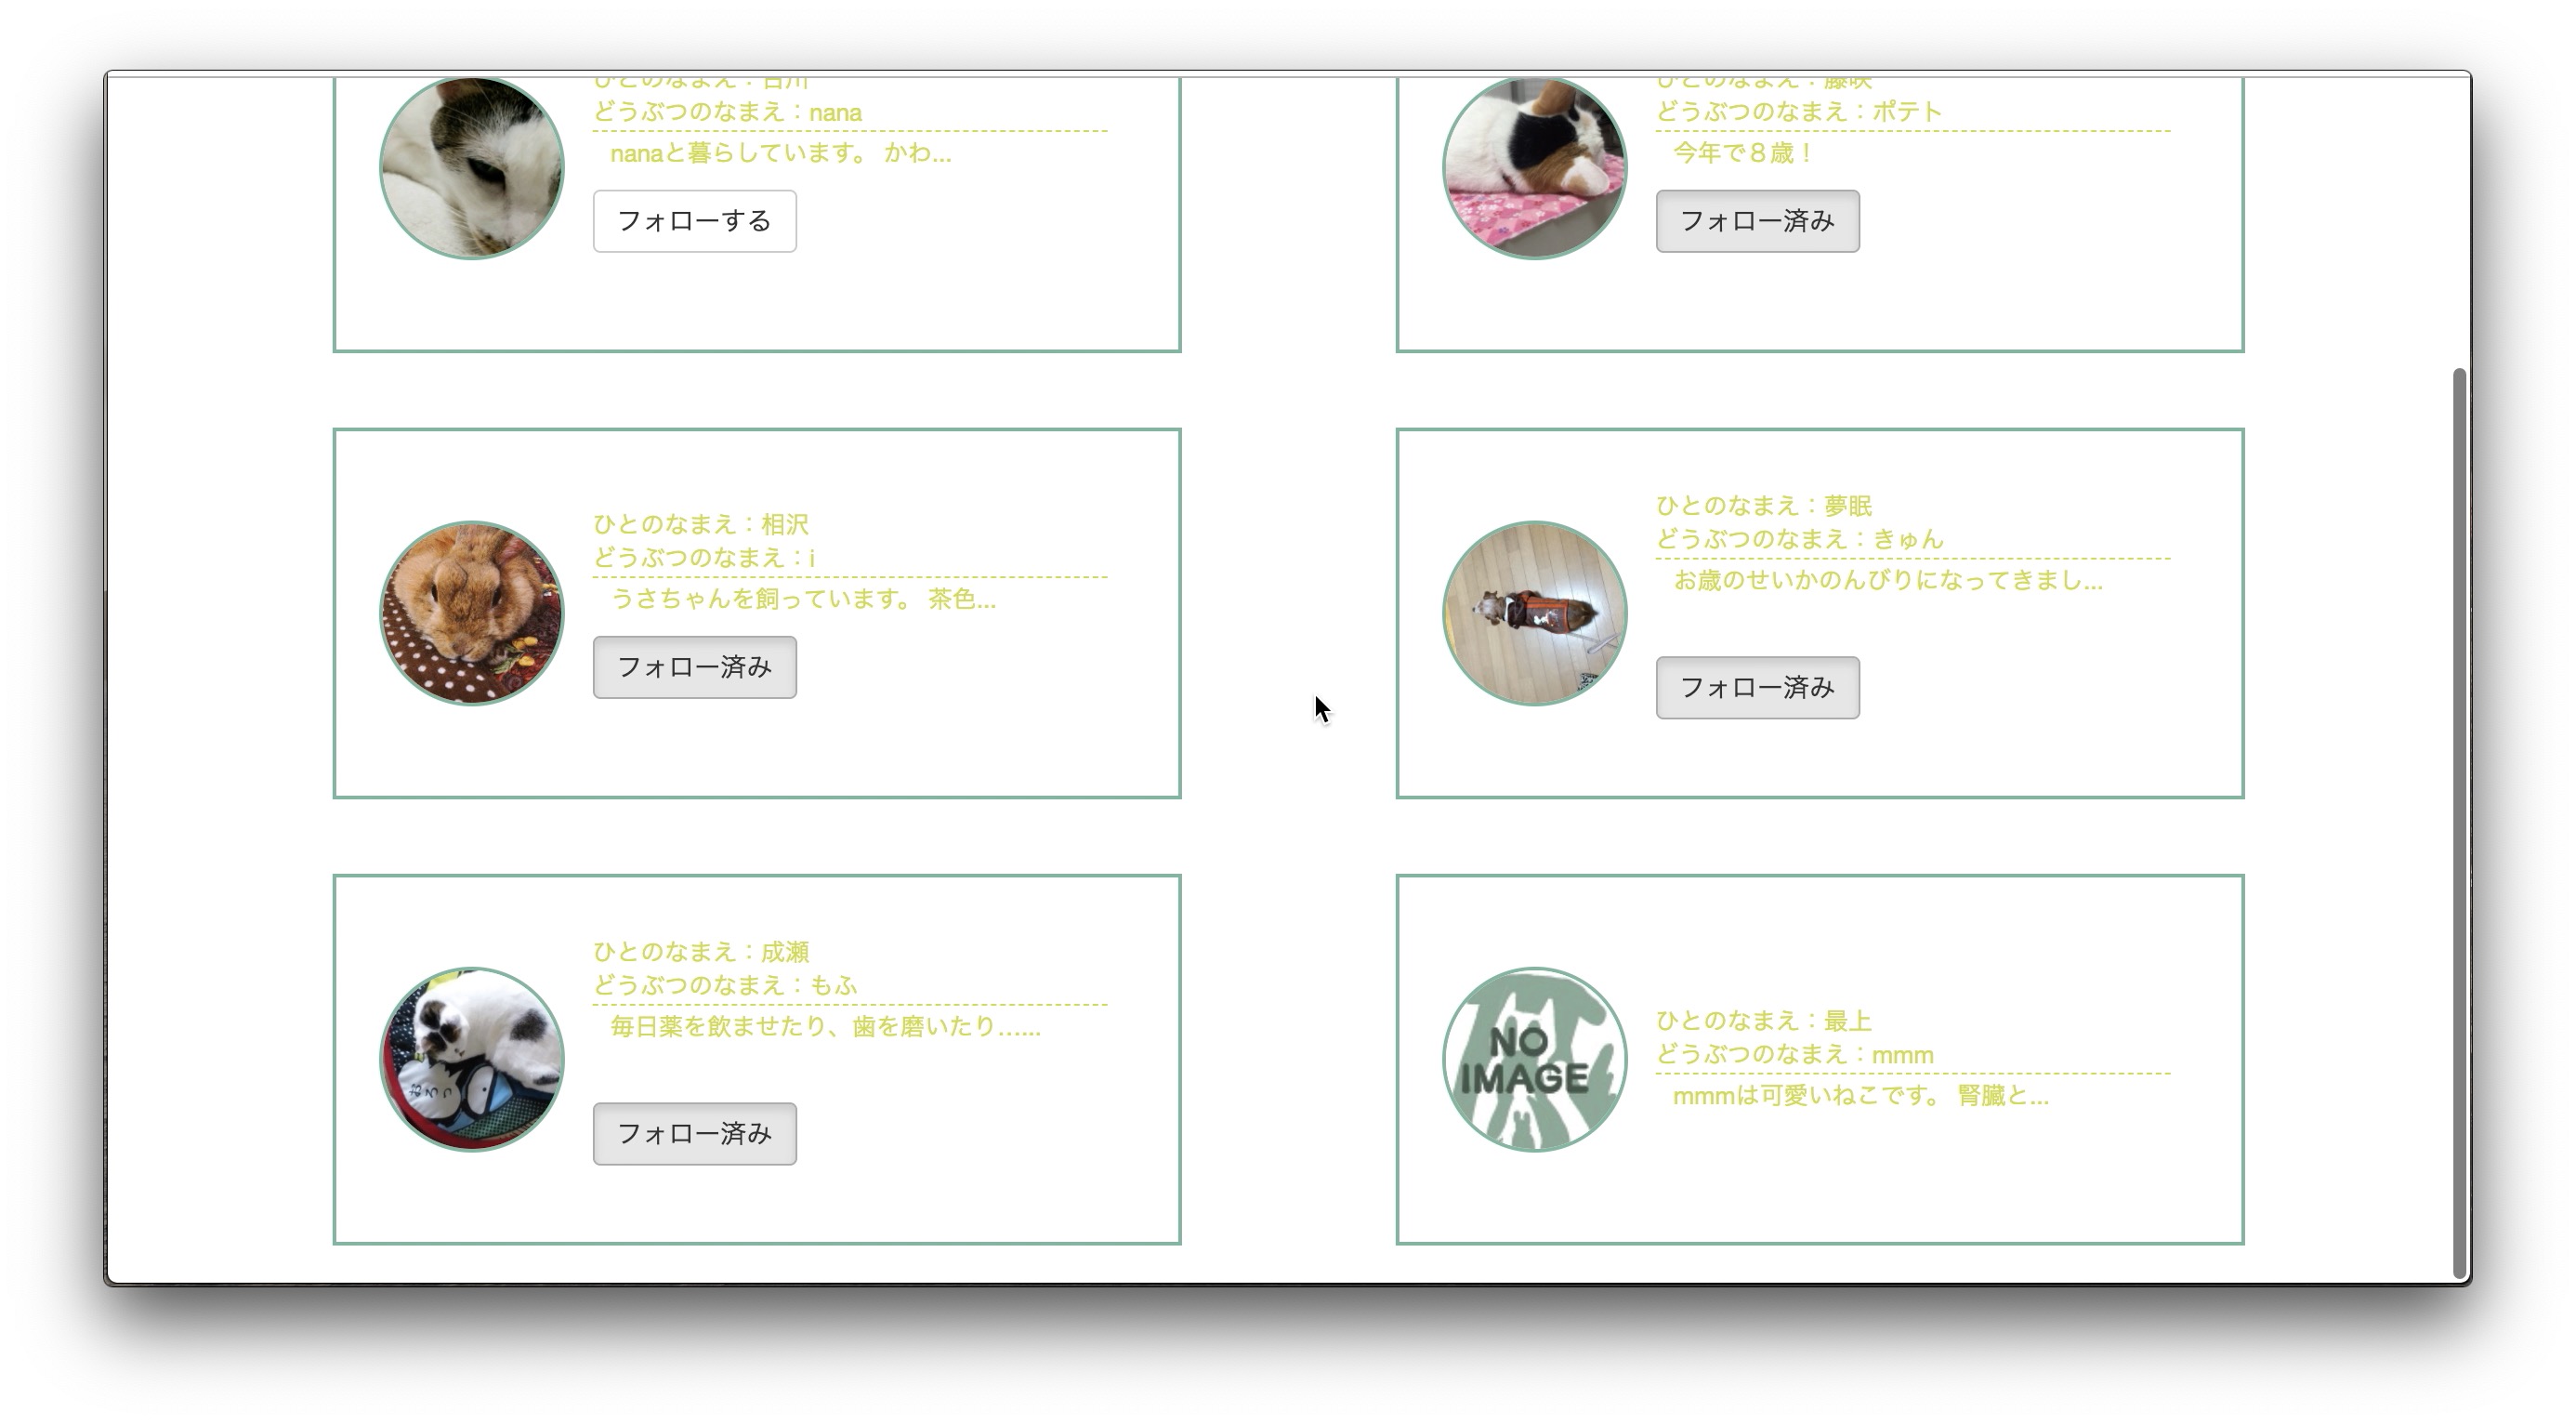 ひとのなまえ：古川
どうぶつのなまえ：nana
nanaと暮らしています。 かわ...
フォローする
ひとのなまえ：藤咲
どうぶつのなまえ：ポテト
今年で８歳！
フォロー済み
ひとのなまえ：相沢
どうぶつのなまえ：i
うさちゃんを飼っています。 茶色...
フォロー済み
ひとのなまえ：夢眠
どうぶつのなまえ：きゅん
お歳のせいかのんびりになってきまし...
フォロー済み
ひとのなまえ：成瀬
どうぶつのなまえ：もふ
毎日薬を飲ませたり、歯を磨いたり…...
フォロー済み
NO
IMAGE
ひとのなまえ：最上
どうぶつのなまえ：mmm
mmmは可愛いねこです。 腎臓と...